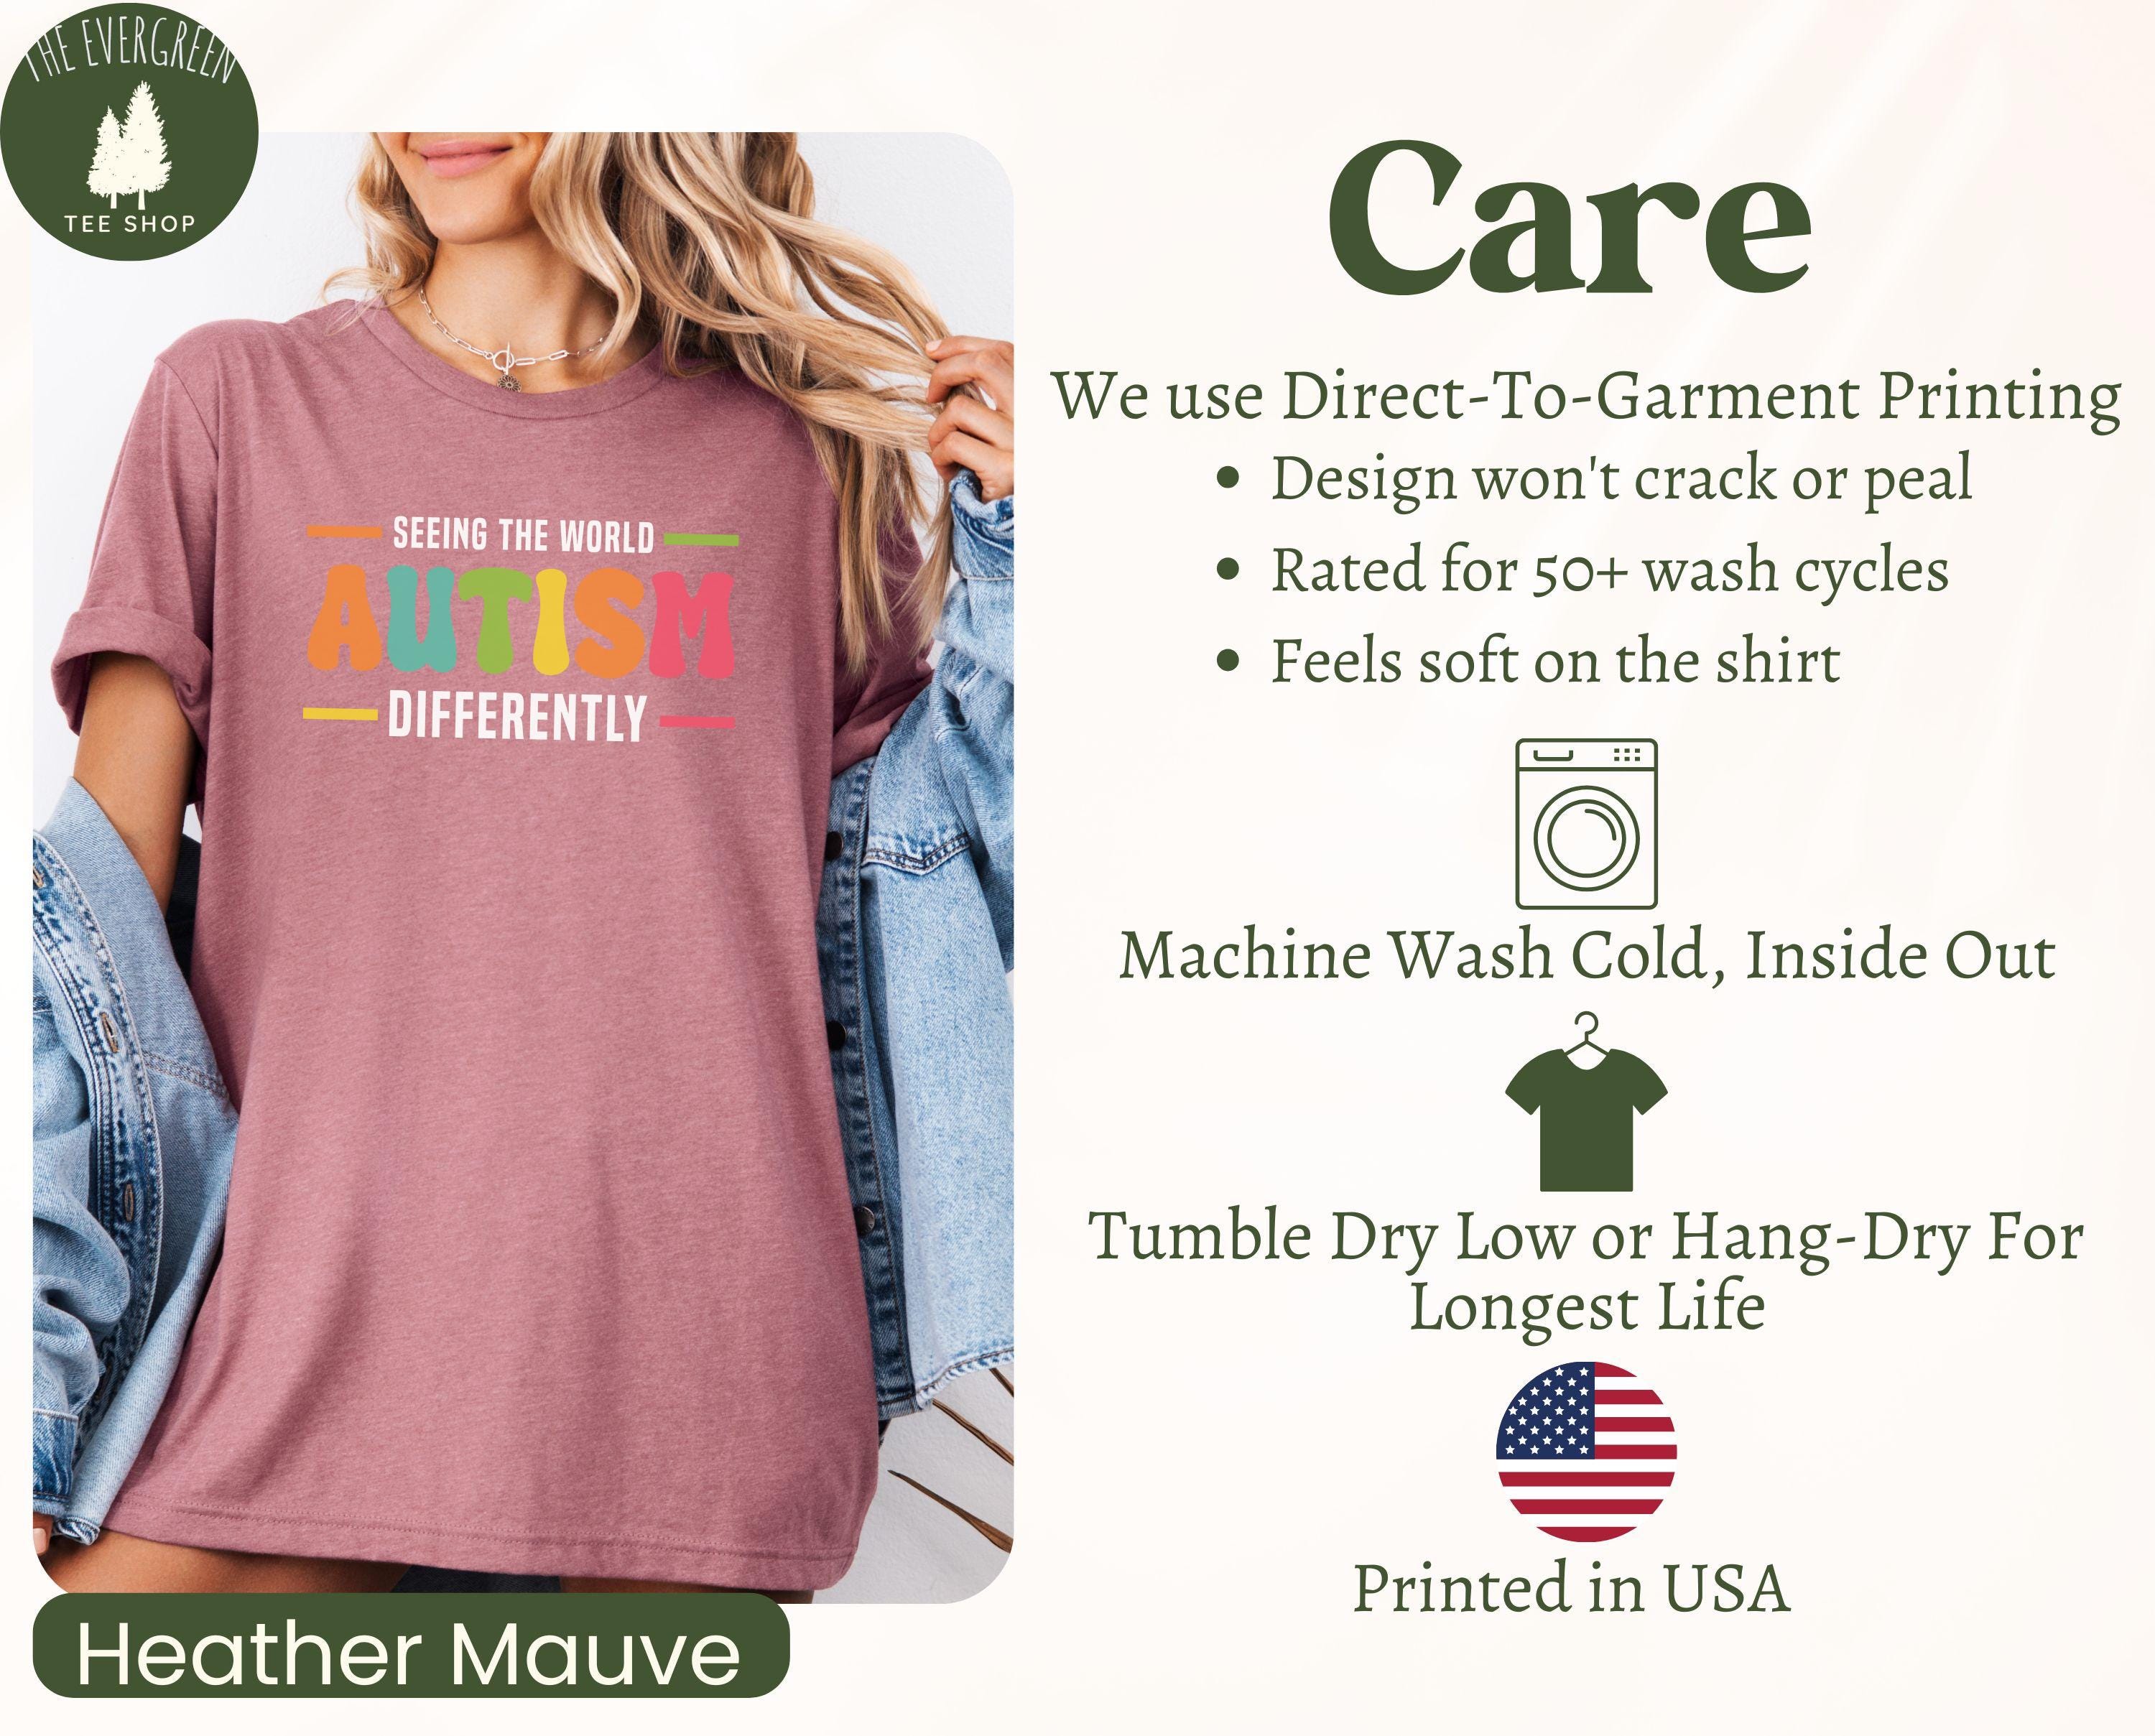 THE EVERGREEN
TEE SHOP
SEEING THE WORLD
AUTISM
DIFFERENTLY
Heather Mauve
Care
We use Direct-To-Garment Printing
• Design won't crack or peal
• Rated for 50+ wash cycles
• Feels soft on the shirt
Machine Wash Cold, Inside Out
Tumble Dry Low or Hang-Dry For
Longest Life
Printed in USA